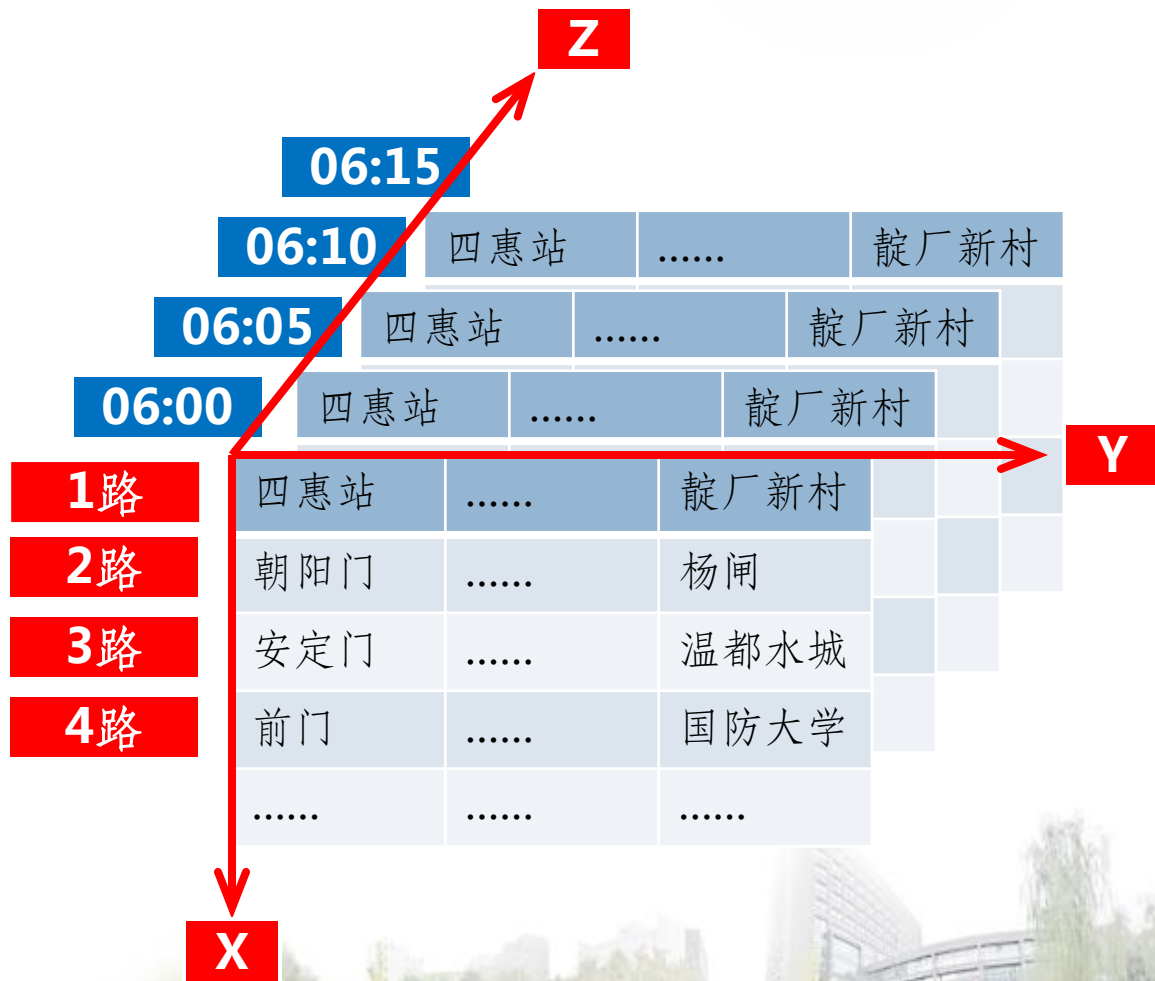 Z
06:15
06:10 四惠站 ...... 靛厂新村
06:05 四惠站 ...... 靛厂新村
06:00 四惠站 ...... 靛厂新村
Y
1路 四惠站 ...... 靛厂新村
2路 朝阳门 ...... 杨闸
3路 安定门 ...... 温都水城
4路 前门 ...... 国防大学
...... ...... ......
X